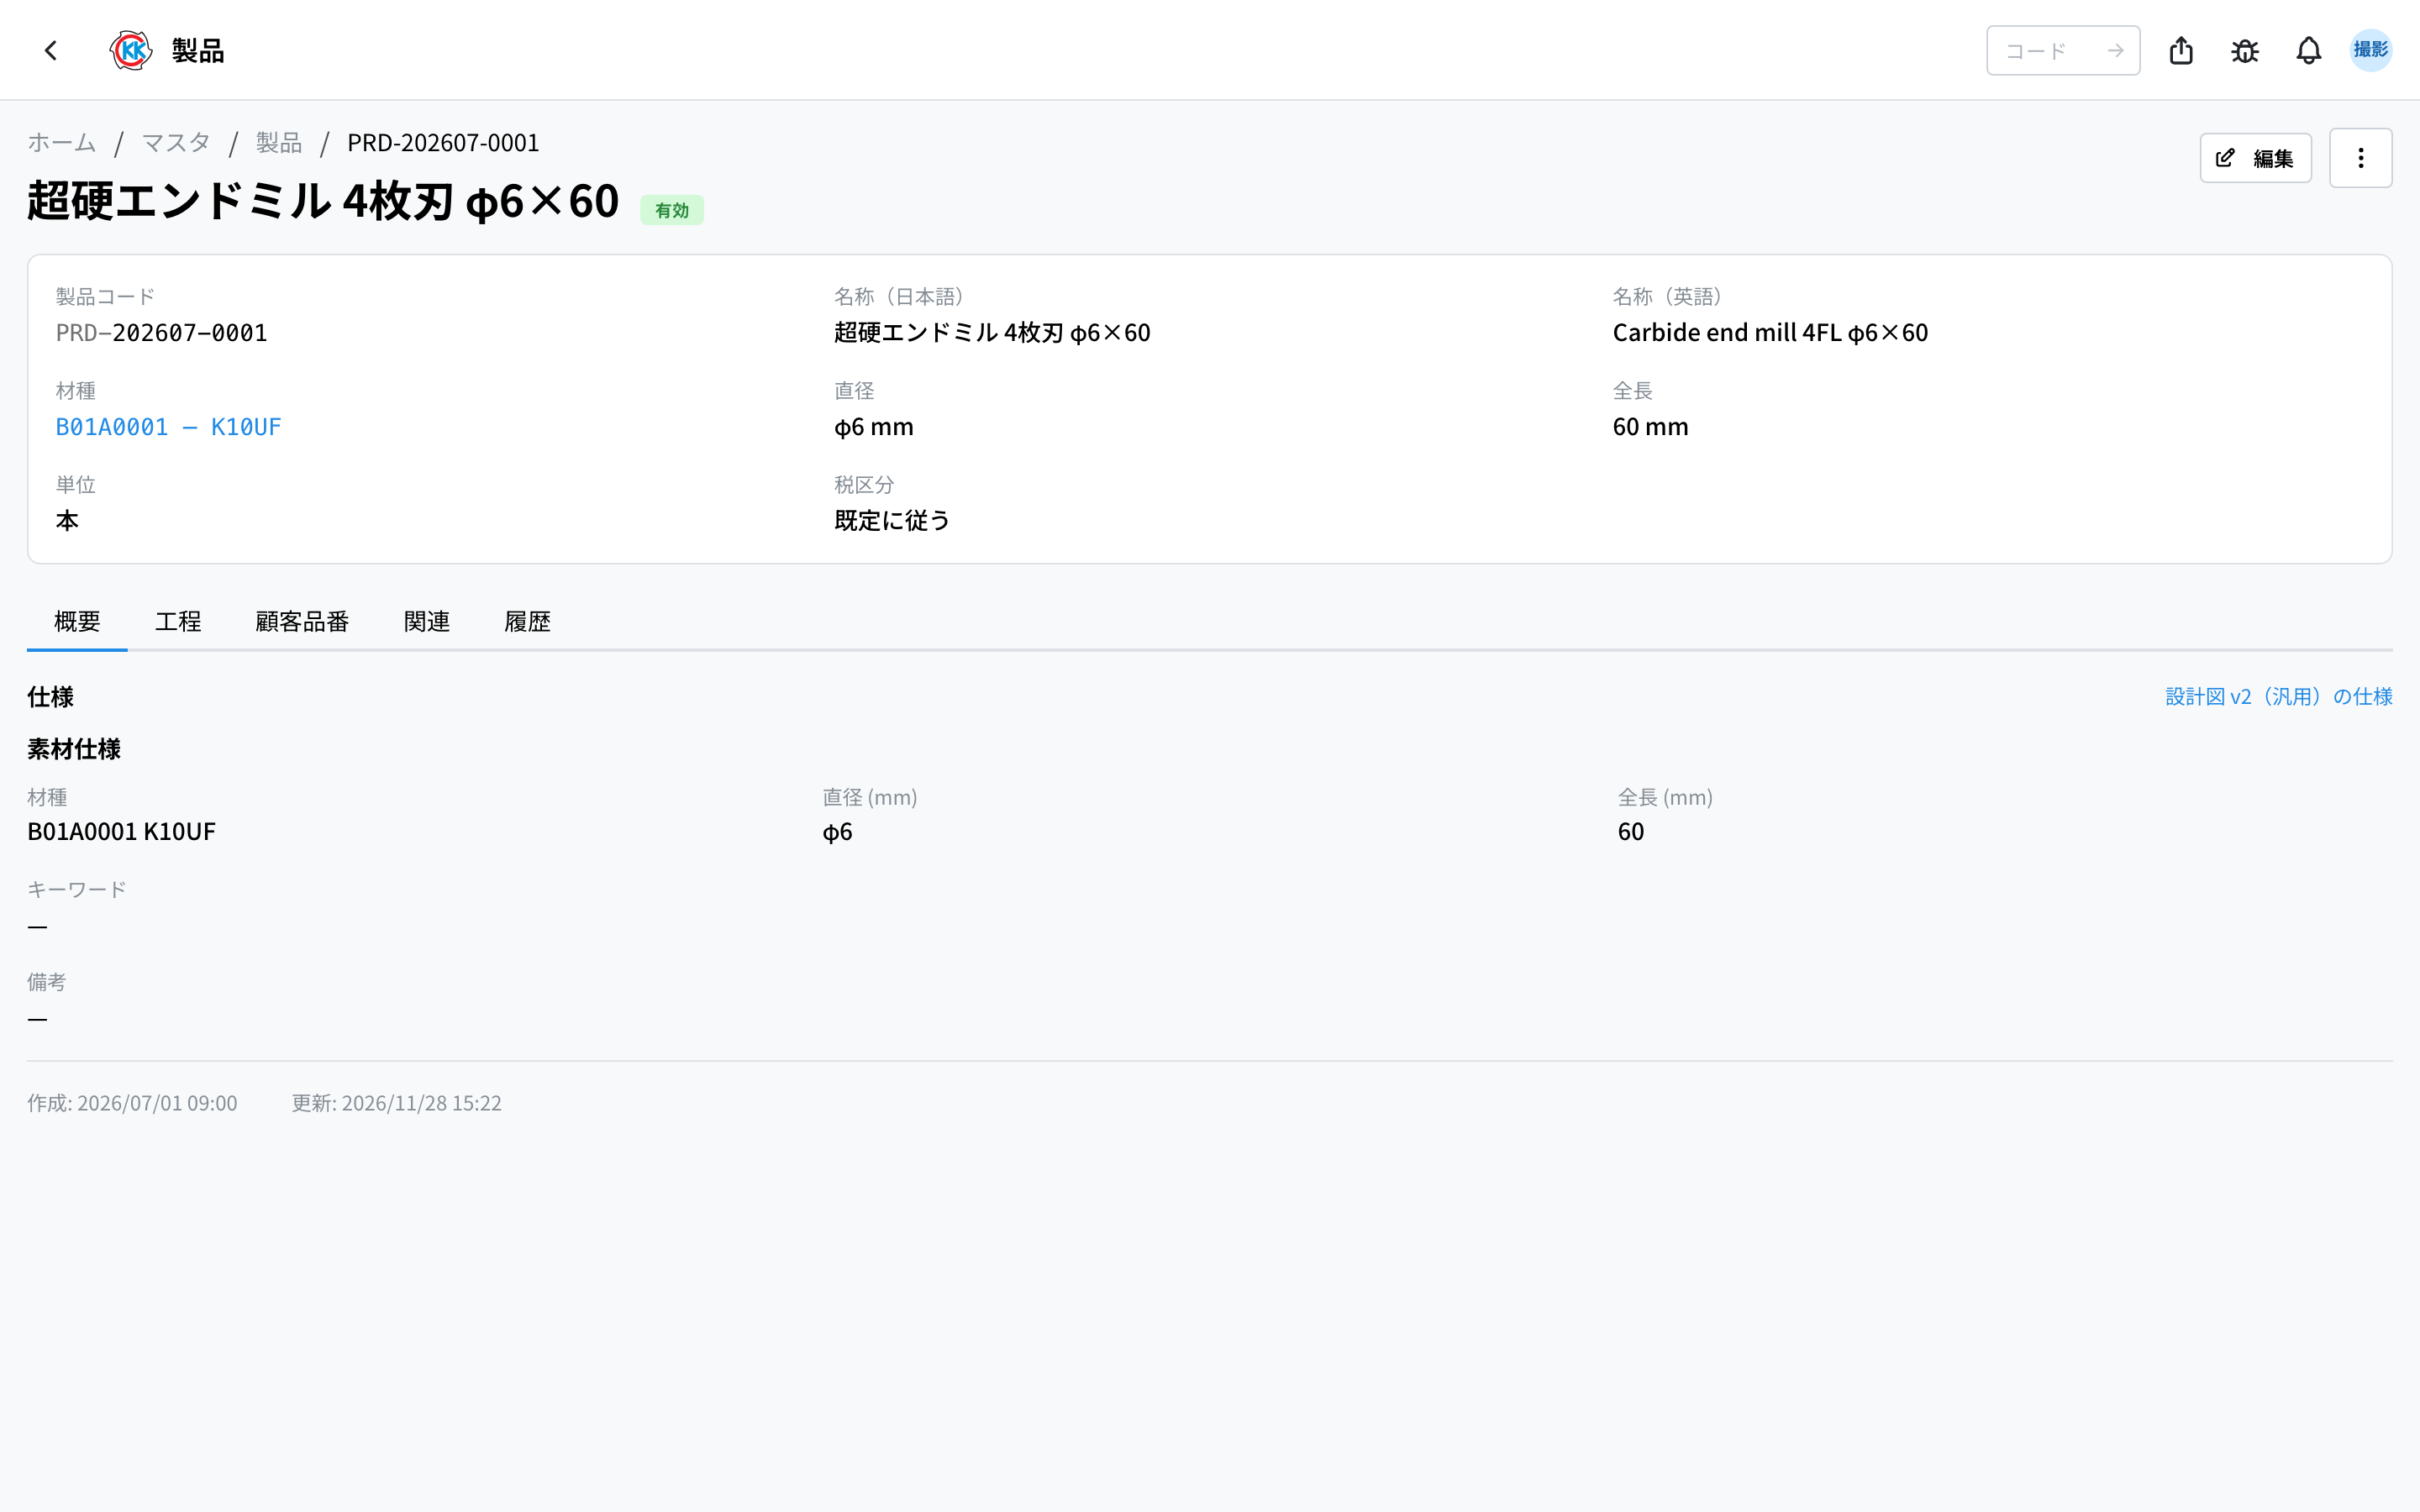 CKK 製品
コード
撮影
ホーム / マスタ / 製品 / PRD-202607-0001
編集
超硬エンドミル 4枚刃 φ6×60 有効
製品コード 名称（日本語） 名称（英語）
PRD-202607-0001 超硬エンドミル 4枚刃 φ6×60 Carbide end mill 4FL φ6×60
材種 直径 全長
B01A0001 — K10UF φ6 mm 60 mm
単位 税区分
本 既定に従う
概要 工程 顧客品番 関連 履歴
仕様 設計図 v2（汎用）の仕様
素材仕様
材種 直径 (mm) 全長 (mm)
B01A0001 K10UF φ6 60
キーワード
—
備考
—
作成: 2026/07/01 09:00 更新: 2026/11/28 15:22